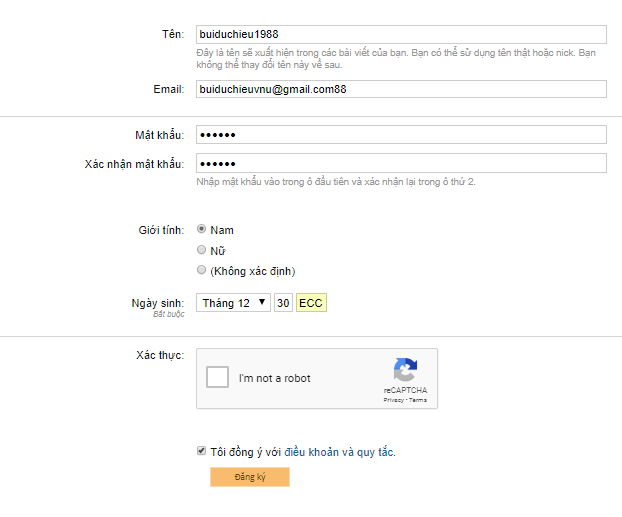 Tên: buiduchieu1988
Đây là tên sẽ xuất hiện trong các bài viết của bạn. Bạn có thể sử dụng tên thật hoặc nick. Bạn
không thể thay đổi tên này về sau.
Email: buiduchieuvnu@gmail.com88
Mật khẩu: ••••••
Xác nhận mật khẩu: ••••••
Nhập mật khẩu vào trong ô đầu tiên và xác nhận lại trong ô thứ 2.
Giới tính: Nam
Nữ
(Không xác định)
Ngày sinh: Tháng 12 30 ECC
Bắt buộc
Xác thực: I'm not a robot
reCAPTCHA
Privacy - Terms
Tôi đồng ý với điều khoản và quy tắc.
Đăng ký